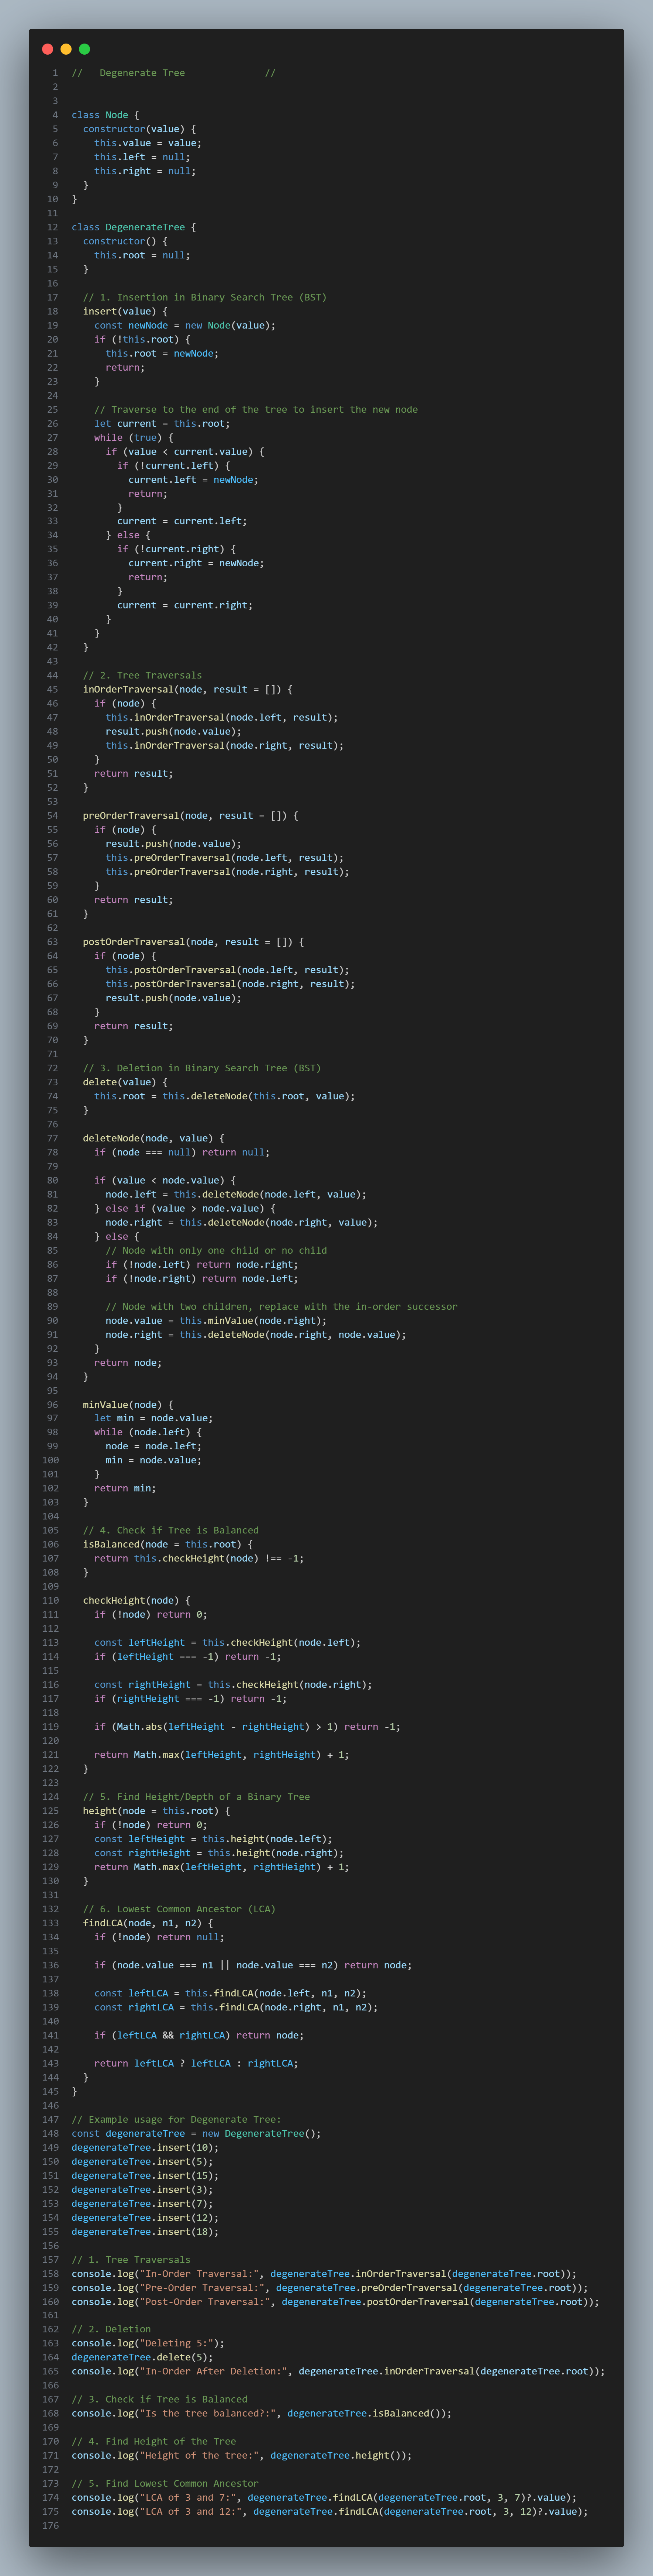 1 //   Degenerate Tree              //
2
3
4 class Node {
5   constructor(value) {
6     this.value = value;
7     this.left = null;
8     this.right = null;
9   }
10 }
11
12 class DegenerateTree {
13   constructor() {
14     this.root = null;
15   }
16
17   // 1. Insertion in Binary Search Tree (BST)
18   insert(value) {
19     const newNode = new Node(value);
20     if (!this.root) {
21       this.root = newNode;
22       return;
23     }
24
25     // Traverse to the end of the tree to insert the new node
26     let current = this.root;
27     while (true) {
28       if (value < current.value) {
29         if (!current.left) {
30           current.left = newNode;
31           return;
32         }
33         current = current.left;
34       } else {
35         if (!current.right) {
36           current.right = newNode;
37           return;
38         }
39         current = current.right;
40       }
41     }
42   }
43
44   // 2. Tree Traversals
45   inOrderTraversal(node, result = []) {
46     if (node) {
47       this.inOrderTraversal(node.left, result);
48       result.push(node.value);
49       this.inOrderTraversal(node.right, result);
50     }
51     return result;
52   }
53
54   preOrderTraversal(node, result = []) {
55     if (node) {
56       result.push(node.value);
57       this.preOrderTraversal(node.left, result);
58       this.preOrderTraversal(node.right, result);
59     }
60     return result;
61   }
62
63   postOrderTraversal(node, result = []) {
64     if (node) {
65       this.postOrderTraversal(node.left, result);
66       this.postOrderTraversal(node.right, result);
67       result.push(node.value);
68     }
69     return result;
70   }
71
72   // 3. Deletion in Binary Search Tree (BST)
73   delete(value) {
74     this.root = this.deleteNode(this.root, value);
75   }
76
77   deleteNode(node, value) {
78     if (node === null) return null;
79
80     if (value < node.value) {
81       node.left = this.deleteNode(node.left, value);
82     } else if (value > node.value) {
83       node.right = this.deleteNode(node.right, value);
84     } else {
85       // Node with only one child or no child
86       if (!node.left) return node.right;
87       if (!node.right) return node.left;
88
89       // Node with two children, replace with the in-order successor
90       node.value = this.minValue(node.right);
91       node.right = this.deleteNode(node.right, node.value);
92     }
93     return node;
94   }
95
96   minValue(node) {
97     let min = node.value;
98     while (node.left) {
99       node = node.left;
100       min = node.value;
101     }
102     return min;
103   }
104
105   // 4. Check if Tree is Balanced
106   isBalanced(node = this.root) {
107     return this.checkHeight(node) !== -1;
108   }
109
110   checkHeight(node) {
111     if (!node) return 0;
112
113     const leftHeight = this.checkHeight(node.left);
114     if (leftHeight === -1) return -1;
115
116     const rightHeight = this.checkHeight(node.right);
117     if (rightHeight === -1) return -1;
118
119     if (Math.abs(leftHeight - rightHeight) > 1) return -1;
120
121     return Math.max(leftHeight, rightHeight) + 1;
122   }
123
124   // 5. Find Height/Depth of a Binary Tree
125   height(node = this.root) {
126     if (!node) return 0;
127     const leftHeight = this.height(node.left);
128     const rightHeight = this.height(node.right);
129     return Math.max(leftHeight, rightHeight) + 1;
130   }
131
132   // 6. Lowest Common Ancestor (LCA)
133   findLCA(node, n1, n2) {
134     if (!node) return null;
135
136     if (node.value === n1 || node.value === n2) return node;
137
138     const leftLCA = this.findLCA(node.left, n1, n2);
139     const rightLCA = this.findLCA(node.right, n1, n2);
140
141     if (leftLCA && rightLCA) return node;
142
143     return leftLCA ? leftLCA : rightLCA;
144   }
145 }
146
147 // Example usage for Degenerate Tree:
148 const degenerateTree = new DegenerateTree();
149 degenerateTree.insert(10);
150 degenerateTree.insert(5);
151 degenerateTree.insert(15);
152 degenerateTree.insert(3);
153 degenerateTree.insert(7);
154 degenerateTree.insert(12);
155 degenerateTree.insert(18);
156
157 // 1. Tree Traversals
158 console.log("In-Order Traversal:", degenerateTree.inOrderTraversal(degenerateTree.root));
159 console.log("Pre-Order Traversal:", degenerateTree.preOrderTraversal(degenerateTree.root));
160 console.log("Post-Order Traversal:", degenerateTree.postOrderTraversal(degenerateTree.root));
161
162 // 2. Deletion
163 console.log("Deleting 5:");
164 degenerateTree.delete(5);
165 console.log("In-Order After Deletion:", degenerateTree.inOrderTraversal(degenerateTree.root));
166
167 // 3. Check if Tree is Balanced
168 console.log("Is the tree balanced?:", degenerateTree.isBalanced());
169
170 // 4. Find Height of the Tree
171 console.log("Height of the tree:", degenerateTree.height());
172
173 // 5. Find Lowest Common Ancestor
174 console.log("LCA of 3 and 7:", degenerateTree.findLCA(degenerateTree.root, 3, 7)?.value);
175 console.log("LCA of 3 and 12:", degenerateTree.findLCA(degenerateTree.root, 3, 12)?.value);
176